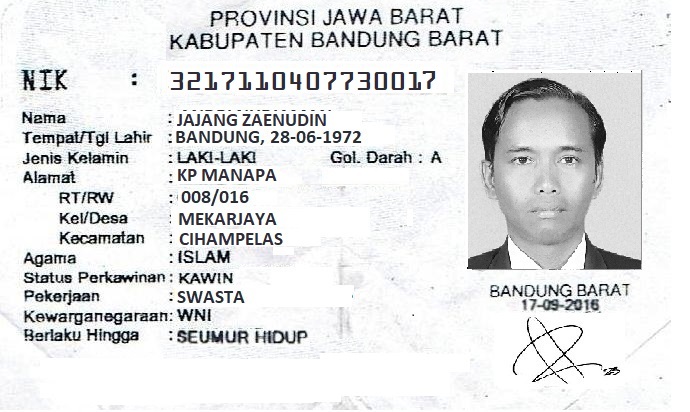 PROVINSI JAWA BARAT
KABUPATEN BANDUNG BARAT
NIK : 3217110407730017
Nama : JAJANG ZAENUDIN
Tempat/Tgl Lahir : BANDUNG, 28-06-1972
Jenis Kelamin : LAKI-LAKI Gol. Darah : A
Alamat : KP MANAPA
RT/RW : 008/016
Kel/Desa : MEKARJAYA
Kecamatan : CIHAMPELAS
Agama : ISLAM
Status Perkawinan : KAWIN
Pekerjaan : SWASTA
Kewarganegaraan : WNI
Berlaku Hingga : SEUMUR HIDUP
BANDUNG BARAT
17-09-2016